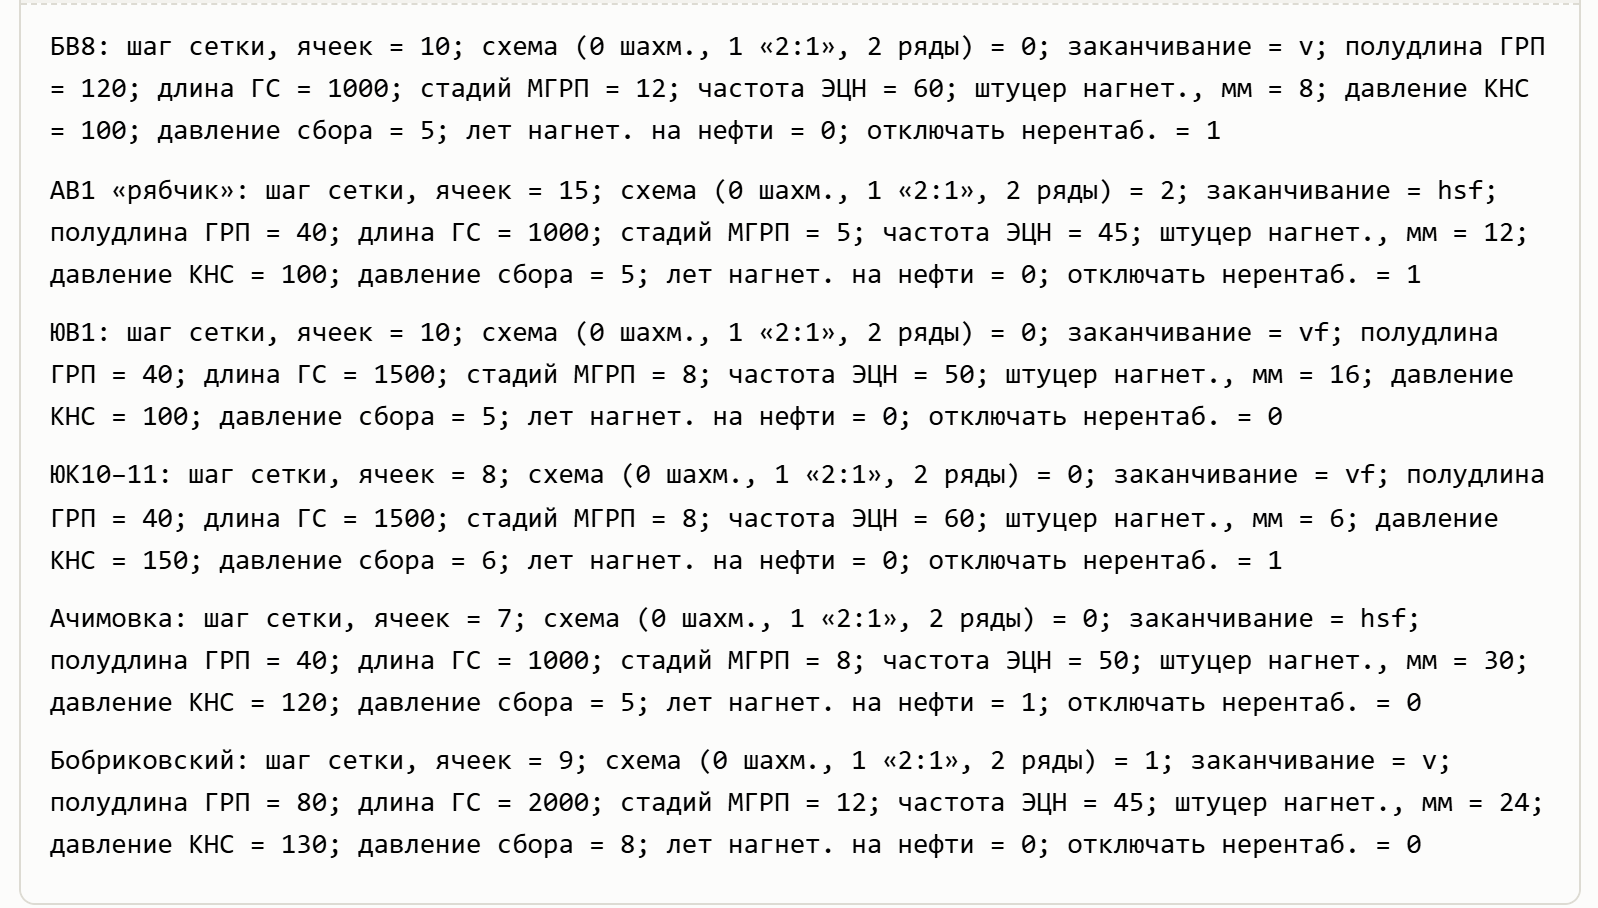 БВ8: шаг сетки, ячеек = 10; схема (0 шахм., 1 «2:1», 2 ряды) = 0; заканчивание = v; полудлина ГРП
= 120; длина ГС = 1000; стадий МГРП = 12; частота ЭЦН = 60; штуцер нагнет., мм = 8; давление КНС
= 100; давление сбора = 5; лет нагнет. на нефти = 0; отключать нерентаб. = 1
АВ1 «рябчик»: шаг сетки, ячеек = 15; схема (0 шахм., 1 «2:1», 2 ряды) = 2; заканчивание = hsf;
полудлина ГРП = 40; длина ГС = 1000; стадий МГРП = 5; частота ЭЦН = 45; штуцер нагнет., мм = 12;
давление КНС = 100; давление сбора = 5; лет нагнет. на нефти = 0; отключать нерентаб. = 1
ЮВ1: шаг сетки, ячеек = 10; схема (0 шахм., 1 «2:1», 2 ряды) = 0; заканчивание = vf; полудлина
ГРП = 40; длина ГС = 1500; стадий МГРП = 8; частота ЭЦН = 50; штуцер нагнет., мм = 16; давление
КНС = 100; давление сбора = 5; лет нагнет. на нефти = 0; отключать нерентаб. = 0
ЮК10–11: шаг сетки, ячеек = 8; схема (0 шахм., 1 «2:1», 2 ряды) = 0; заканчивание = vf; полудлина
ГРП = 40; длина ГС = 1500; стадий МГРП = 8; частота ЭЦН = 60; штуцер нагнет., мм = 6; давление
КНС = 150; давление сбора = 6; лет нагнет. на нефти = 0; отключать нерентаб. = 1
Ачимовка: шаг сетки, ячеек = 7; схема (0 шахм., 1 «2:1», 2 ряды) = 0; заканчивание = hsf;
полудлина ГРП = 40; длина ГС = 1000; стадий МГРП = 8; частота ЭЦН = 50; штуцер нагнет., мм = 30;
давление КНС = 120; давление сбора = 5; лет нагнет. на нефти = 1; отключать нерентаб. = 0
Бобриковский: шаг сетки, ячеек = 9; схема (0 шахм., 1 «2:1», 2 ряды) = 1; заканчивание = v;
полудлина ГРП = 80; длина ГС = 2000; стадий МГРП = 12; частота ЭЦН = 45; штуцер нагнет., мм = 24;
давление КНС = 130; давление сбора = 8; лет нагнет. на нефти = 0; отключать нерентаб. = 0